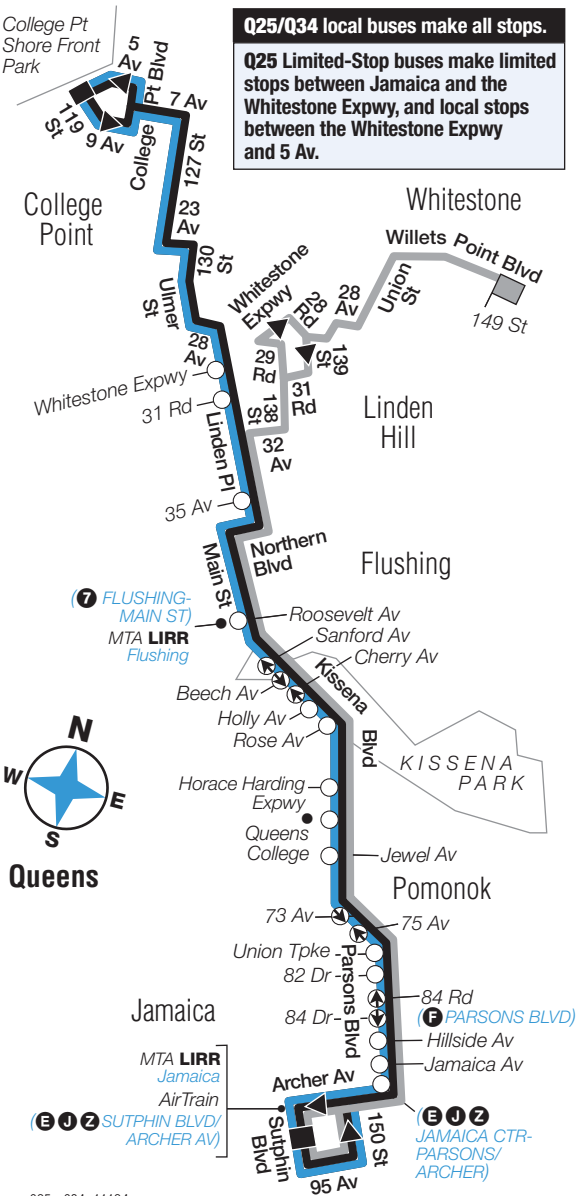 College Pt
Shore Front
Park
Q25/Q34 local buses make all stops.
Q25 Limited-Stop buses make limited
stops between Jamaica and the
Whitestone Expwy, and local stops
between the Whitestone Expwy
and 5 Av.
5
Av
College Pt Blvd
7 Av
119
St
9 Av
127 St
College
Point
23
Av
130
St
Ulmer
St
28
Av
Whitestone
Willets Point Blvd
149 St
Union
St
28
Av
28
Rd
Whitestone
Expwy
139
St
29
Rd
31
Rd
138
St
32
Av
Linden
Hill
Whitestone Expwy
31 Rd
Linden Pl
35 Av
Northern
Blvd
Main St
Flushing
(7 FLUSHING-
MAIN ST)
MTA LIRR
Flushing
Roosevelt Av
Sanford Av
Cherry Av
Kissena
Blvd
Beech Av
Holly Av
Rose Av
KISSENA
PARK
N
W
E
S
Queens
Horace Harding
Expwy
Queens
College
Jewel Av
Pomonok
73 Av
75 Av
Union Tpke
82 Dr
Parsons Blvd
84 Rd
(F PARSONS BLVD)
84 Dr
Hillside Av
Jamaica Av
Jamaica
MTA LIRR
Jamaica
AirTrain
(E J Z SUTPHIN BLVD/
ARCHER AV)
Archer Av
Sutphin
Blvd
150 St
95 Av
(E J Z
JAMAICA CTR-
PARSONS/
ARCHER)